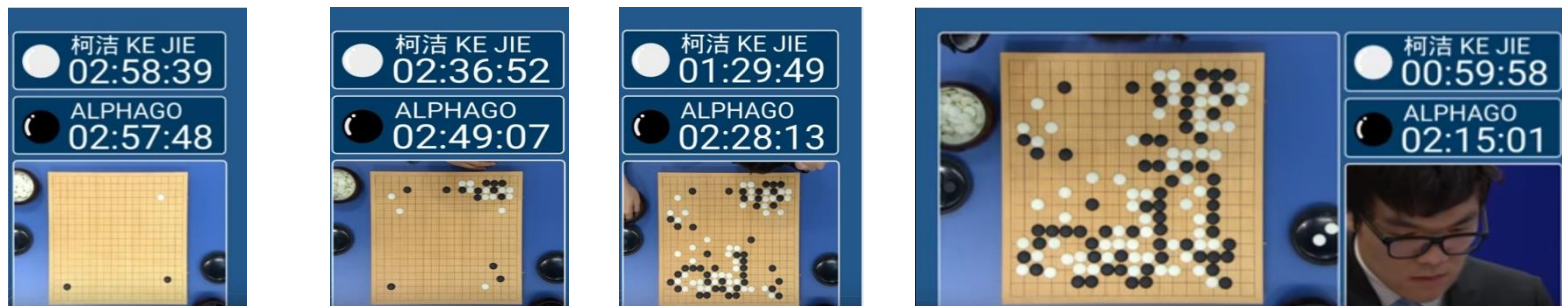 柯洁 KE JIE
02:58:39
ALPHAGO
02:57:48
柯洁 KE JIE
02:36:52
ALPHAGO
02:49:07
柯洁 KE JIE
01:29:49
ALPHAGO
02:28:13
柯洁 KE JIE
00:59:58
ALPHAGO
02:15:01